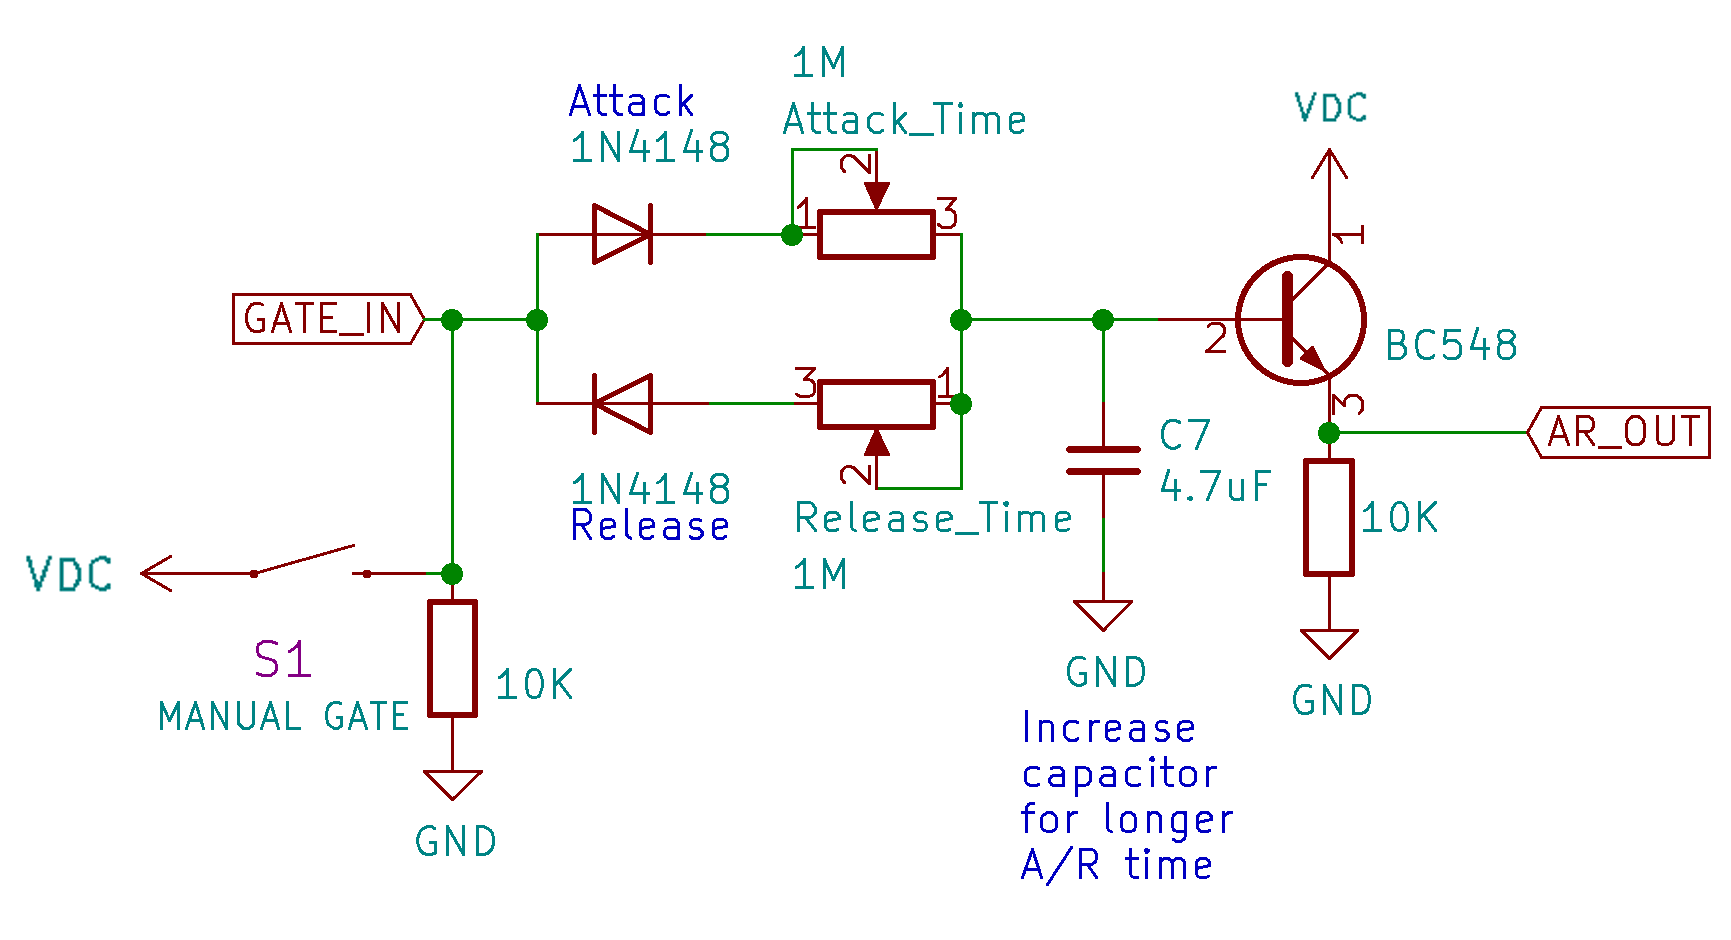 1M
Attack
Attack_Time
1N4148
VDC
2
1
3
1
GATE_IN
2
BC548
3
1
3
AR_OUT
2
C7
4.7uF
1N4148
Release
Release_Time
10K
1M
VDC
S1
MANUAL GATE
10K
GND
GND
GND
Increase
capacitor
for longer
A/R time